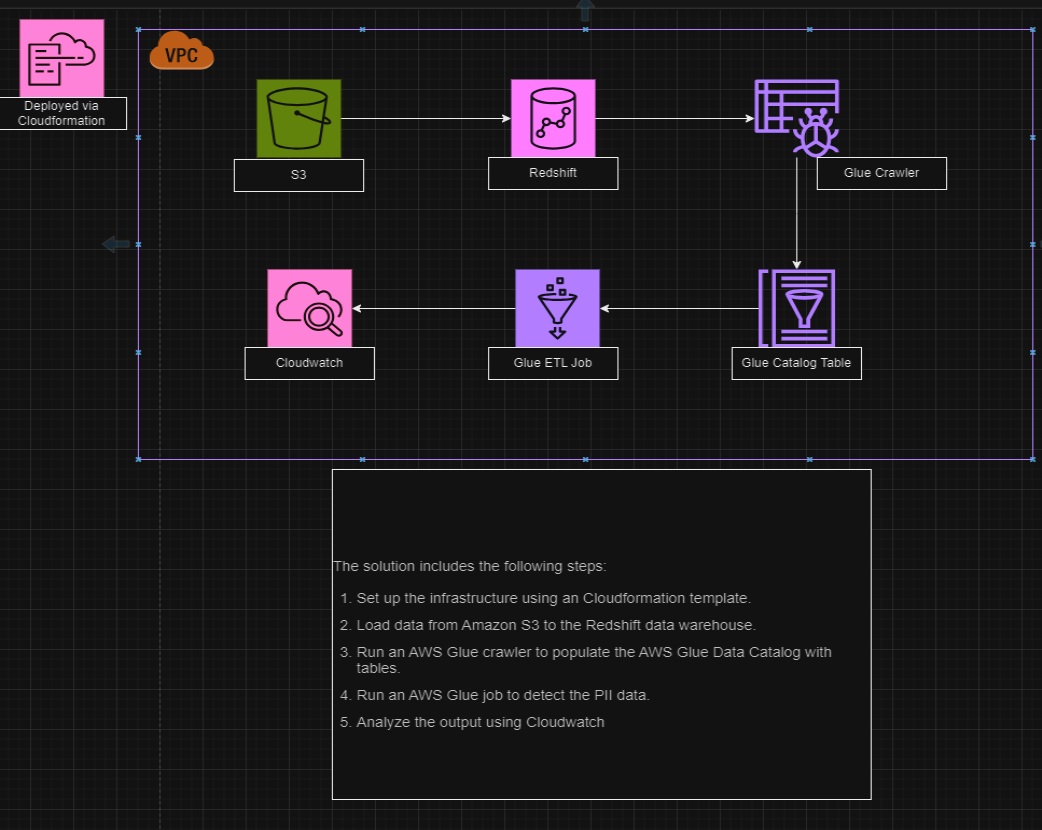 VPC
Deployed via
Cloudformation
S3
Redshift
Glue Crawler
Cloudwatch
Glue ETL Job
Glue Catalog Table
The solution includes the following steps:
1. Set up the infrastructure using an Cloudformation template.
2. Load data from Amazon S3 to the Redshift data warehouse.
3. Run an AWS Glue crawler to populate the AWS Glue Data Catalog with
tables.
4. Run an AWS Glue job to detect the PII data.
5. Analyze the output using Cloudwatch